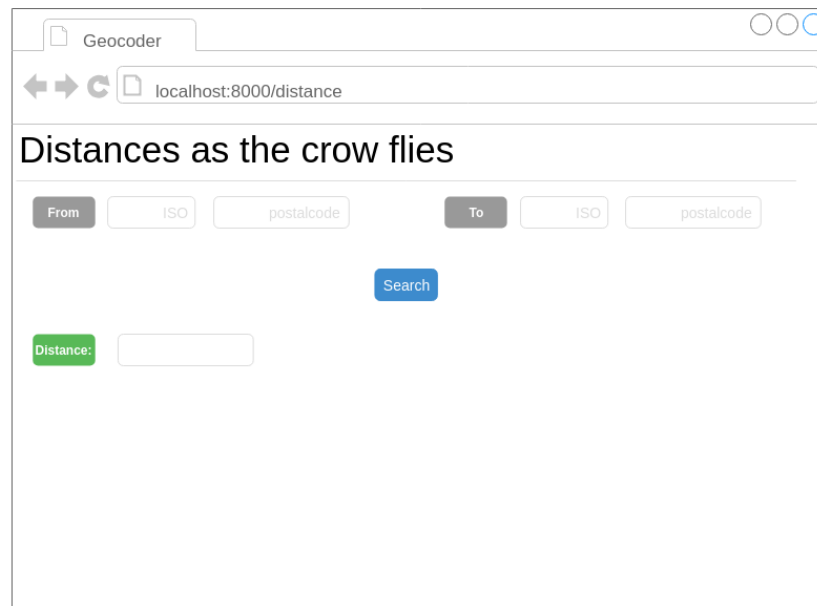 Geocoder
localhost:8000/distance
Distances as the crow flies
From ISO postalcode To ISO postalcode
Search
Distance: